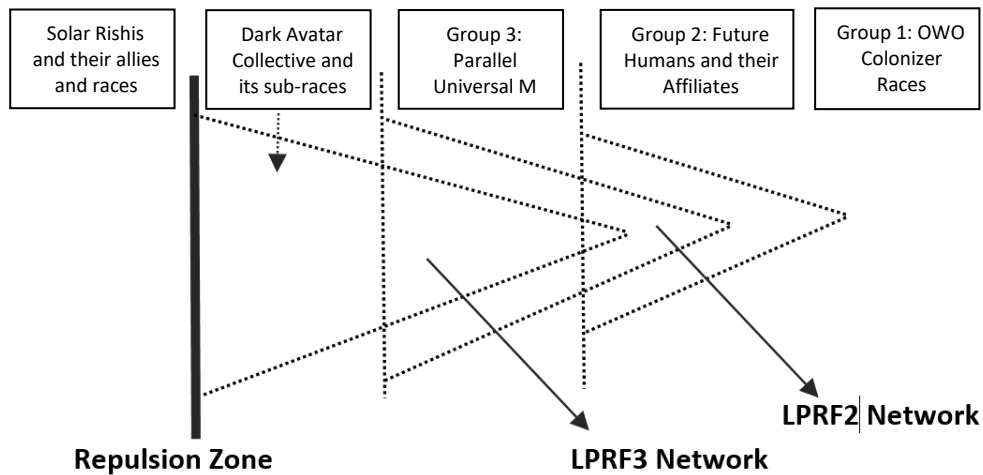 Solar Rishis
and their allies
and races
Dark Avatar
Collective and
its sub-races
Group 3:
Parallel
Universal M
Group 2: Future
Humans and their
Affiliates
Group 1: OWO
Colonizer
Races
LPRF2 Network
Repulsion Zone
LPRF3 Network